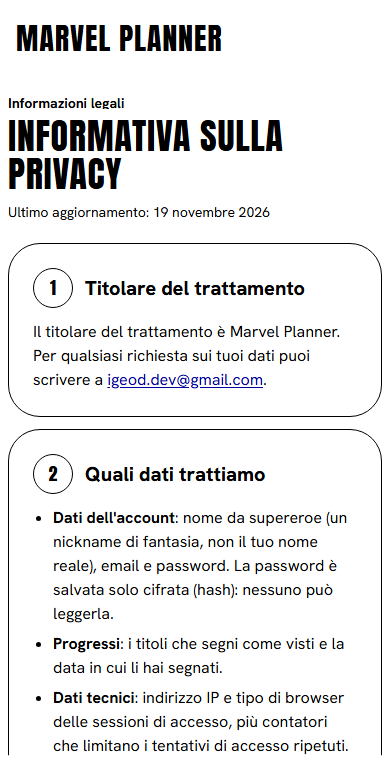 MARVEL PLANNER
Informazioni legali
INFORMATIVA SULLA
PRIVACY
Ultimo aggiornamento: 19 novembre 2026
1 Titolare del trattamento
Il titolare del trattamento è Marvel Planner.
Per qualsiasi richiesta sui tuoi dati puoi
scrivere a igeod.dev@gmail.com.
2 Quali dati trattiamo
• Dati dell'account: nome da supereroe (un
nickname di fantasia, non il tuo nome
reale), email e password. La password è
salvata solo cifrata (hash): nessuno può
leggerla.
• Progressi: i titoli che segni come visti e la
data in cui li hai segnati.
• Dati tecnici: indirizzo IP e tipo di browser
delle sessioni di accesso, più contatori
che limitano i tentativi di accesso ripetuti.